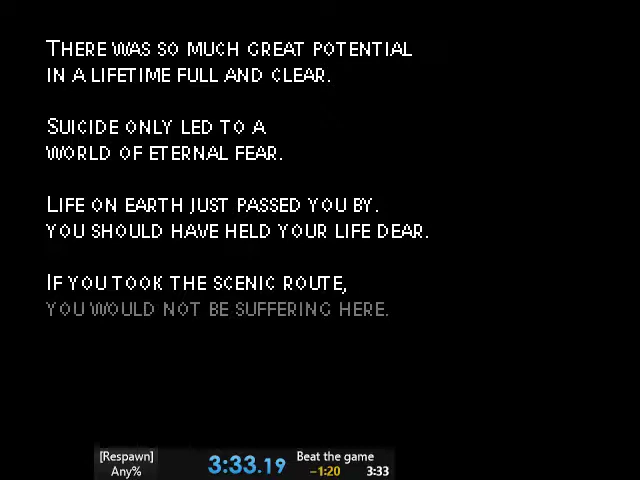 There was so much great potential
in a lifetime full and clear.
Suicide only led to a
world of eternal fear.
Life on earth just passed you by.
You should have held your life dear.
If you took the scenic route,
you would not be suffering here.
[Respawn]
Any%
3:33.19
Beat the game
−1:20 3:33